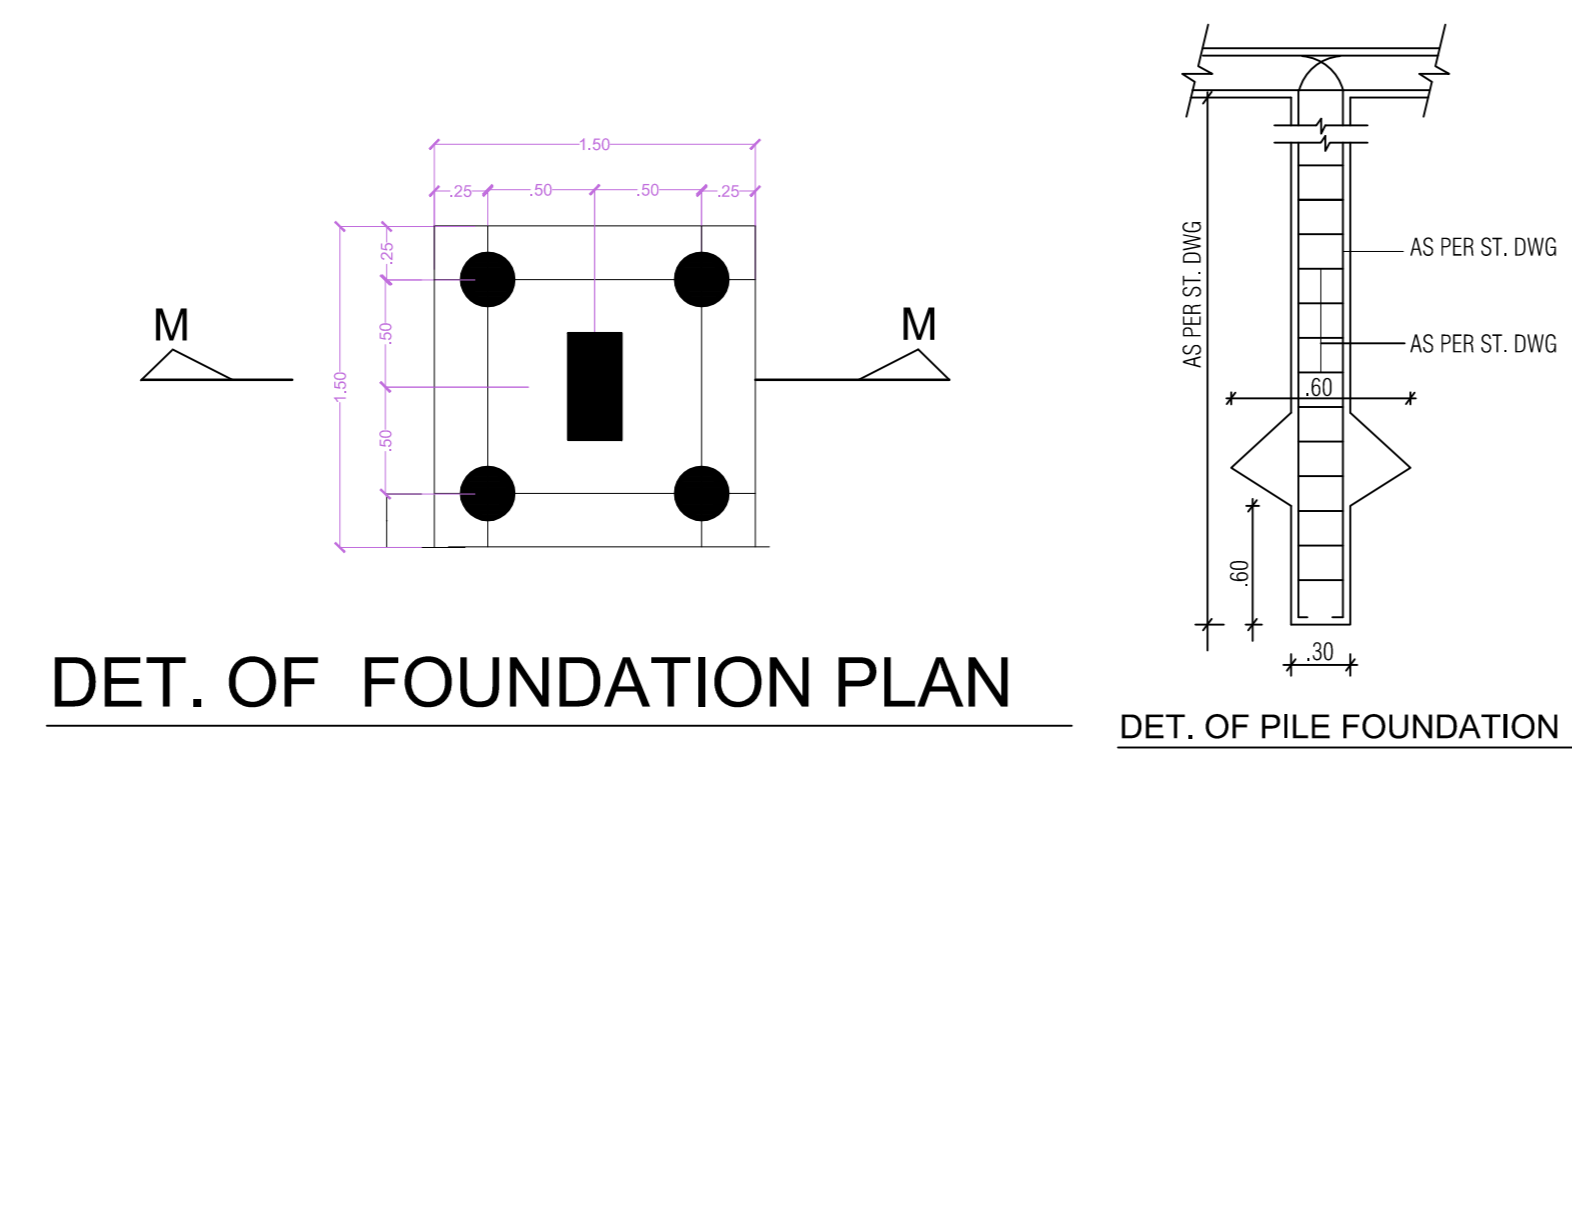 1.50
.25
.50
.50
.25
.25
.50
1.50
.50
M
M
DET. OF  FOUNDATION PLAN
AS PER ST. DWG
AS PER ST. DWG
AS PER ST. DWG
.60
.60
.30
DET. OF PILE FOUNDATION